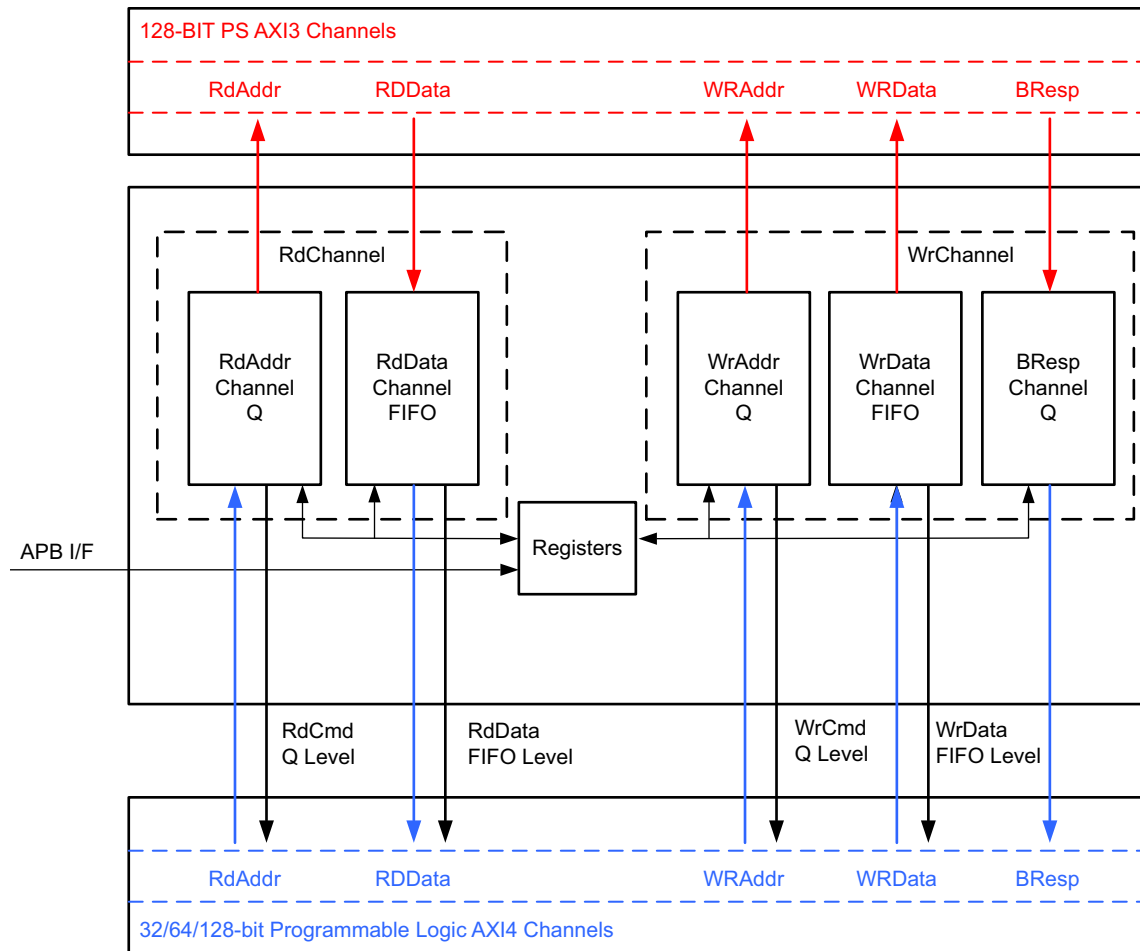 128-BIT PS AXI3 Channels
RdAddr RDData WRAddr WRData BResp
RdChannel WrChannel
RdAddr
Channel
Q
RdData
Channel
FIFO
WrAddr
Channel
Q
WrData
Channel
FIFO
BResp
Channel
Q
Registers
APB I/F
RdCmd
Q Level
RdData
FIFO Level
WrCmd
Q Level
WrData
FIFO Level
RdAddr RDData WRAddr WRData BResp
32/64/128-bit Programmable Logic AXI4 Channels